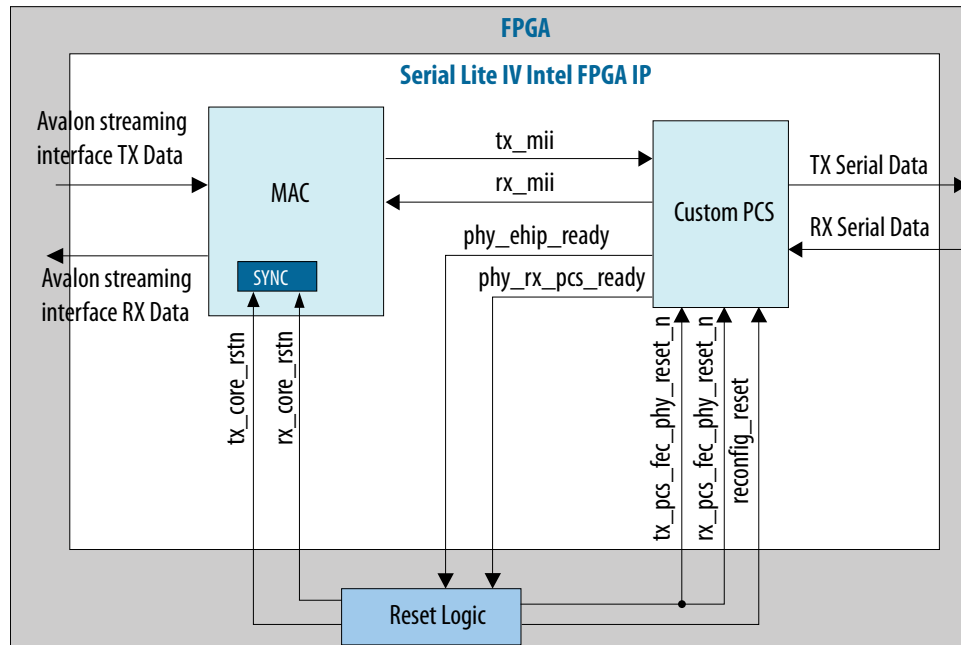 FPGA
Serial Lite IV Intel FPGA IP
Avalon streaming
interface TX Data
MAC
SYNC
Avalon streaming
interface RX Data
tx_mii
rx_mii
Custom PCS
TX Serial Data
RX Serial Data
phy_ehip_ready
phy_rx_pcs_ready
tx_core_rstn
rx_core_rstn
tx_pcs_fec_phy_reset_n
rx_pcs_fec_phy_reset_n
reconfig_reset
Reset Logic